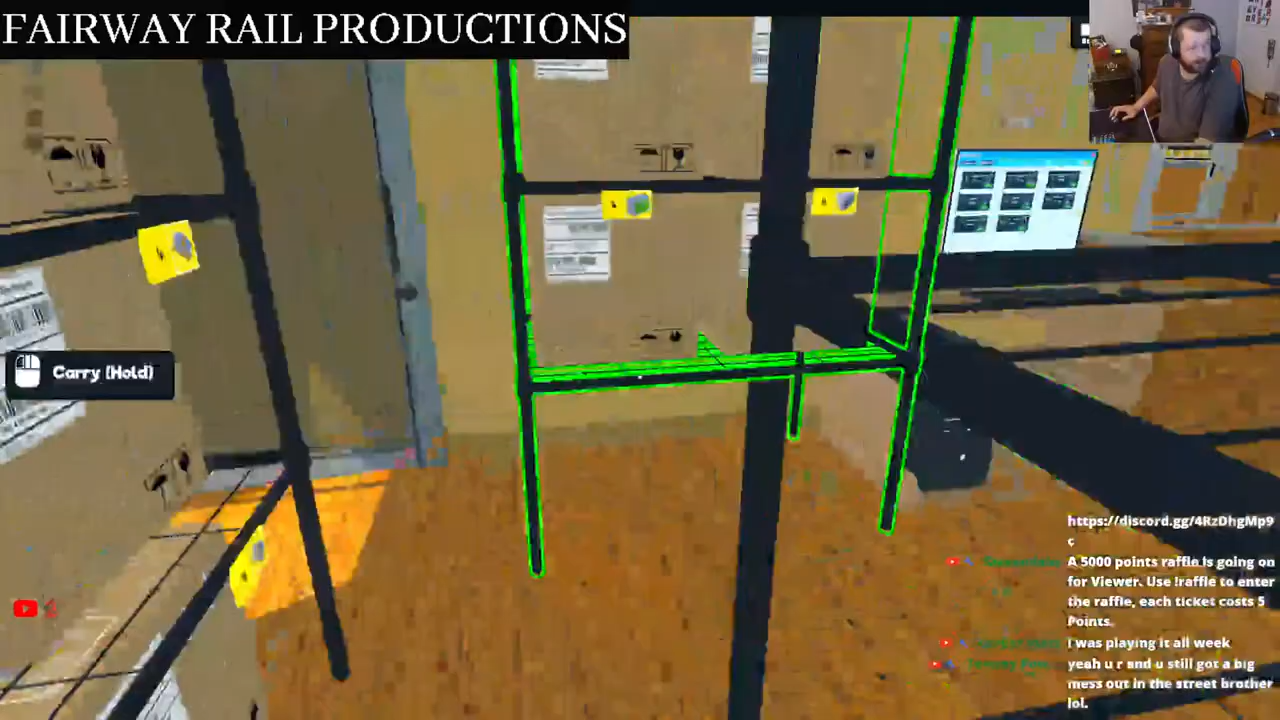 FAIRWAY RAIL PRODUCTIONS
Carry (Hold)
https://discord.gg/4RzDhgMp9
c
A 5000 points raffle is going on
for Viewer. Use !raffle to enter
the raffle, each ticket costs 5
Points.
I was playing it all week
yeah u r and u still got a big
mess out in the street brother
lol.